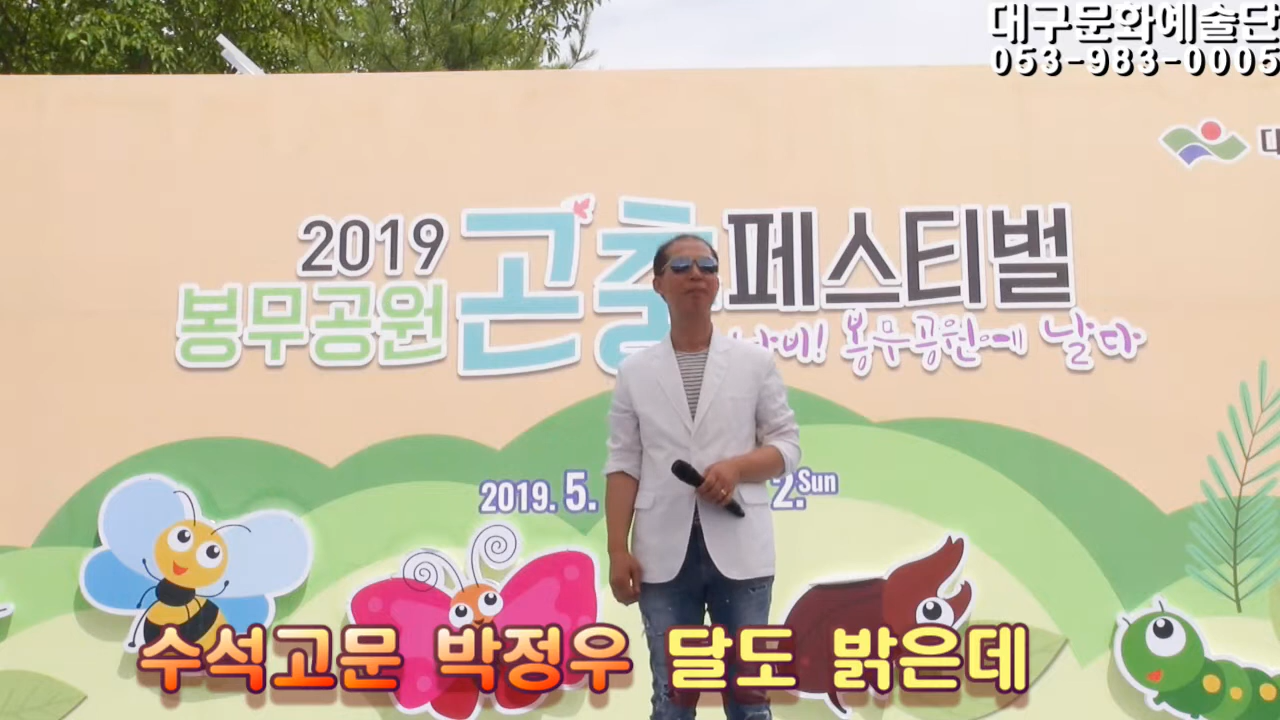 대구문화예술단
053-983-0005
2019
봉무공원 곤충 페스티벌
나비! 봉무공원에 날다
2019. 5.
2. Sun
수석고문 박정우 달도 밝은데